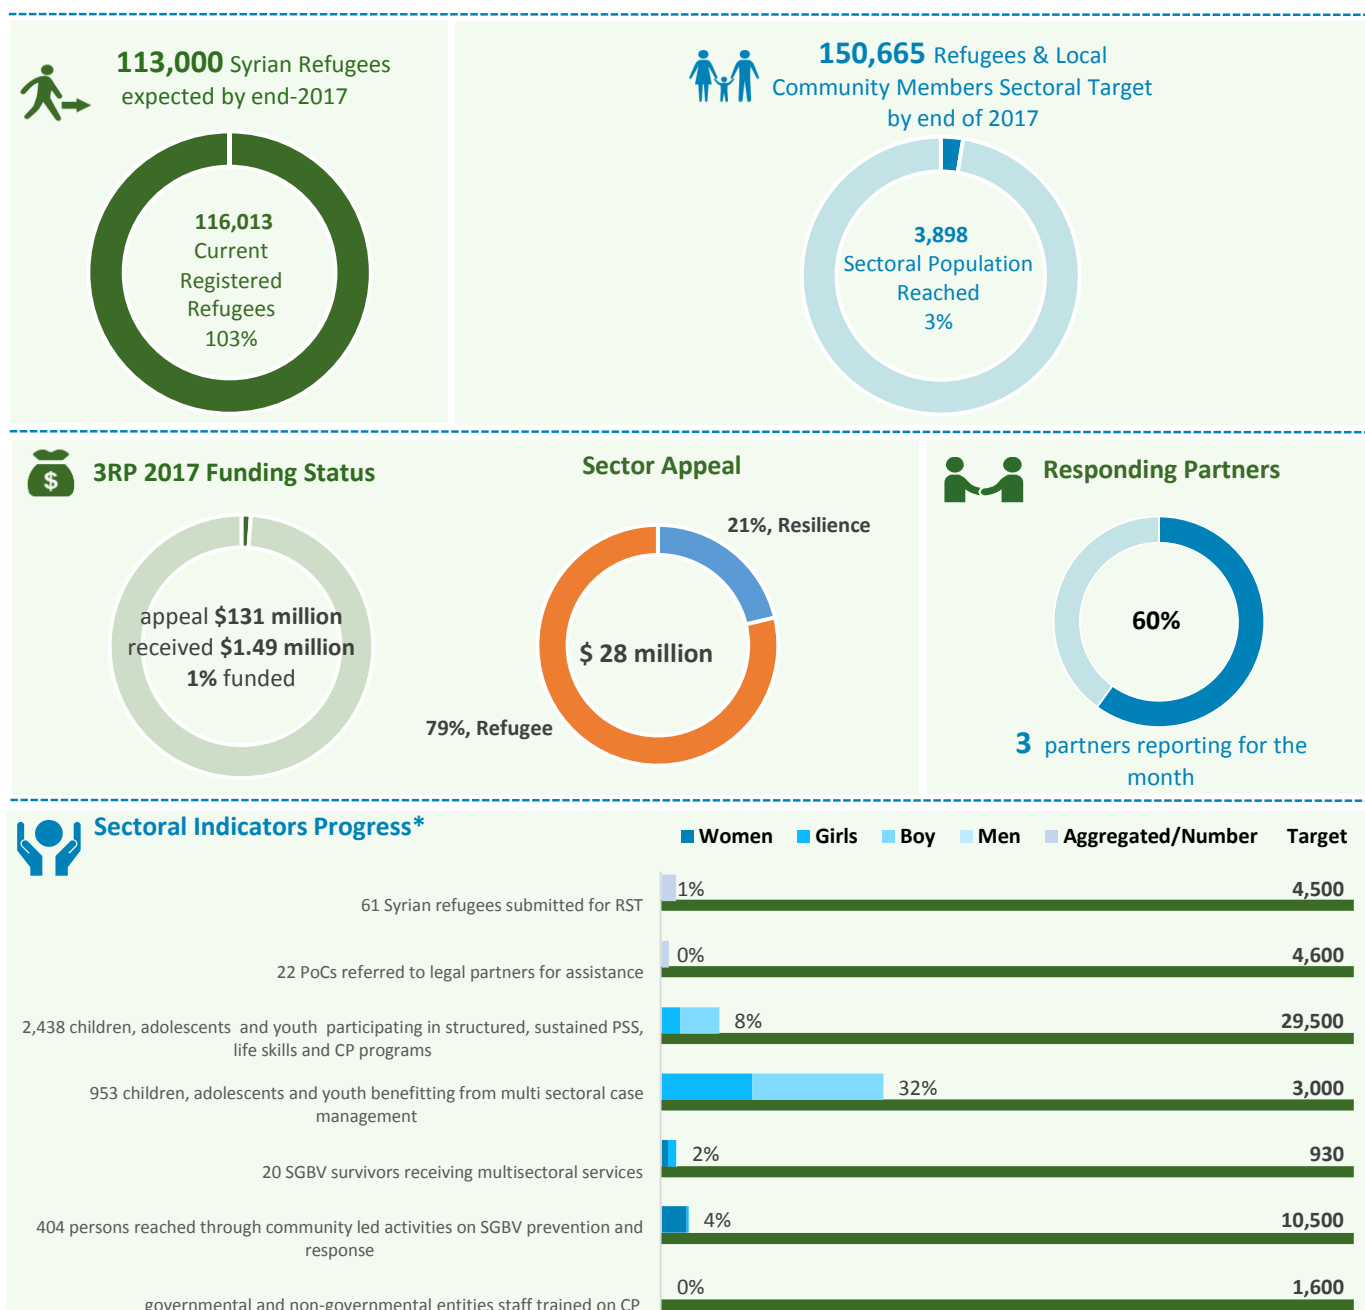 113,000 Syrian Refugees
expected by end-2017
116,013
Current
Registered
Refugees
103%
150,665 Refugees & Local
Community Members Sectoral Target
by end of 2017
3,898
Sectoral Population
Reached
3%
3RP 2017 Funding Status
$
appeal $131 million
received $1.49 million
1% funded
Sector Appeal
21%, Resilience
$ 28 million
79%, Refugee
Responding Partners
60%
3 partners reporting for the
month
Sectoral Indicators Progress*
Women Girls Boy Men Aggregated/Number Target
61 Syrian refugees submitted for RST 1% 4,500
22 PoCs referred to legal partners for assistance 0% 4,600
2,438 children, adolescents and youth participating in structured, sustained PSS,
life skills and CP programs
8% 29,500
953 children, adolescents and youth benefitting from multi sectoral case
management
32% 3,000
20 SGBV survivors receiving multisectoral services 2% 930
404 persons reached through community led activities on SGBV prevention and
response
4% 10,500
governmental and non-governmental entities staff trained on CP 0% 1,600